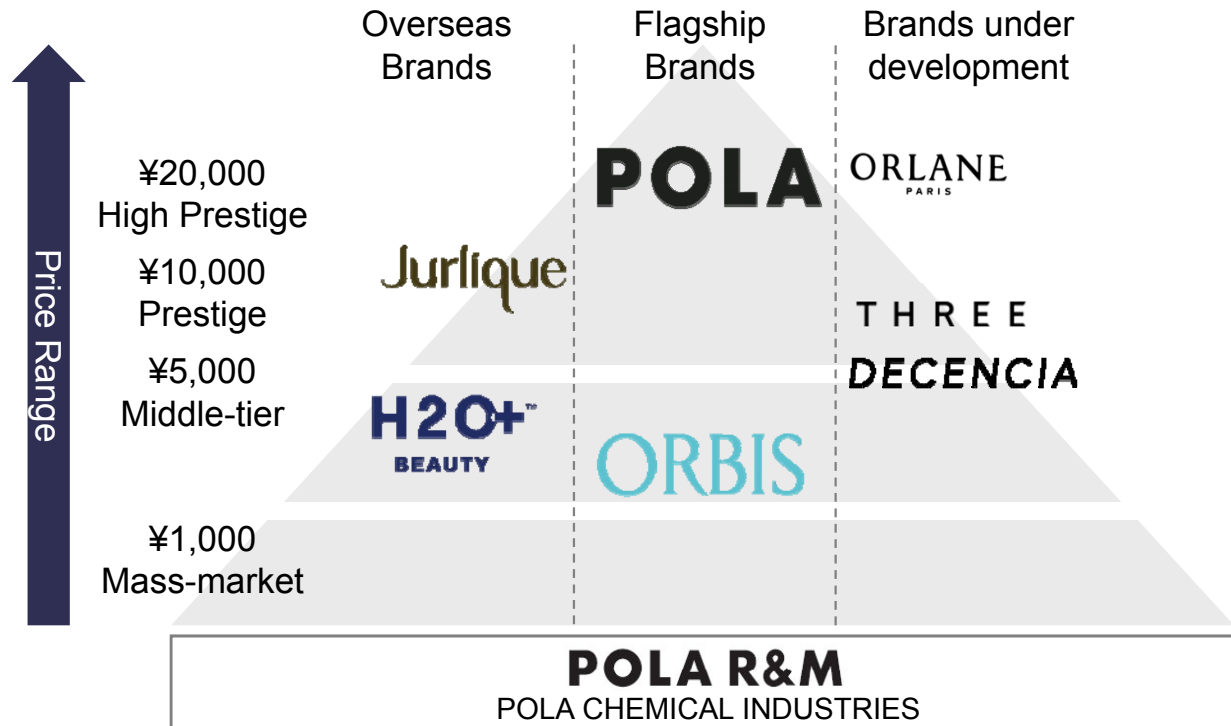 Overseas
Brands
Flagship
Brands
Brands under
development
Price Range
¥20,000
High Prestige
POLA
ORLANE
PARIS
¥10,000
Prestige
Jurlique
THREE
¥5,000
Middle-tier
DECENCIA
H2O+™
BEAUTY
ORBIS
¥1,000
Mass-market
POLA R&M
POLA CHEMICAL INDUSTRIES